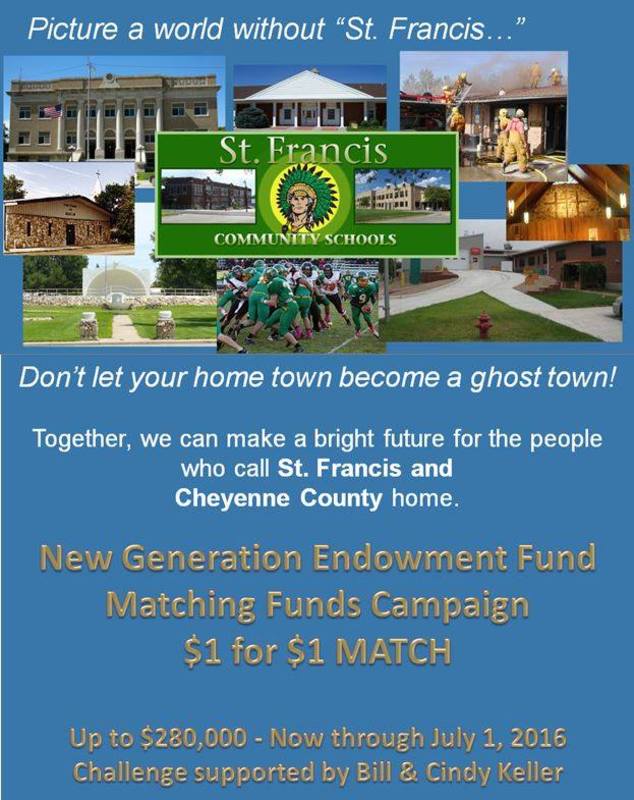 Picture a world without “St. Francis…”
St. Francis
COMMUNITY SCHOOLS
9
Don’t let your home town become a ghost town!
Together, we can make a bright future for the people
who call St. Francis and
Cheyenne County home.
New Generation Endowment Fund
Matching Funds Campaign
$1 for $1 MATCH
Up to $280,000 - Now through July 1, 2016
Challenge supported by Bill & Cindy Keller